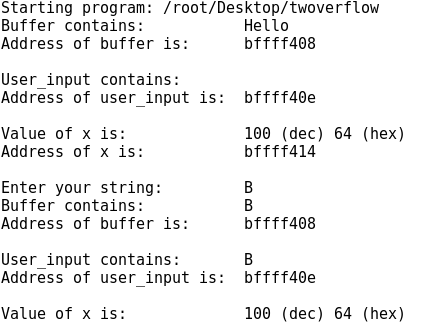 Starting program: /root/Desktop/twoverflow
Buffer contains: Hello
Address of buffer is: bffff408
User_input contains:
Address of user_input is: bffff40e
Value of x is: 100 (dec) 64 (hex)
Address of x is: bffff414
Enter your string: B
Buffer contains: B
Address of buffer is: bffff408
User_input contains: B
Address of user_input is: bffff40e
Value of x is: 100 (dec) 64 (hex)